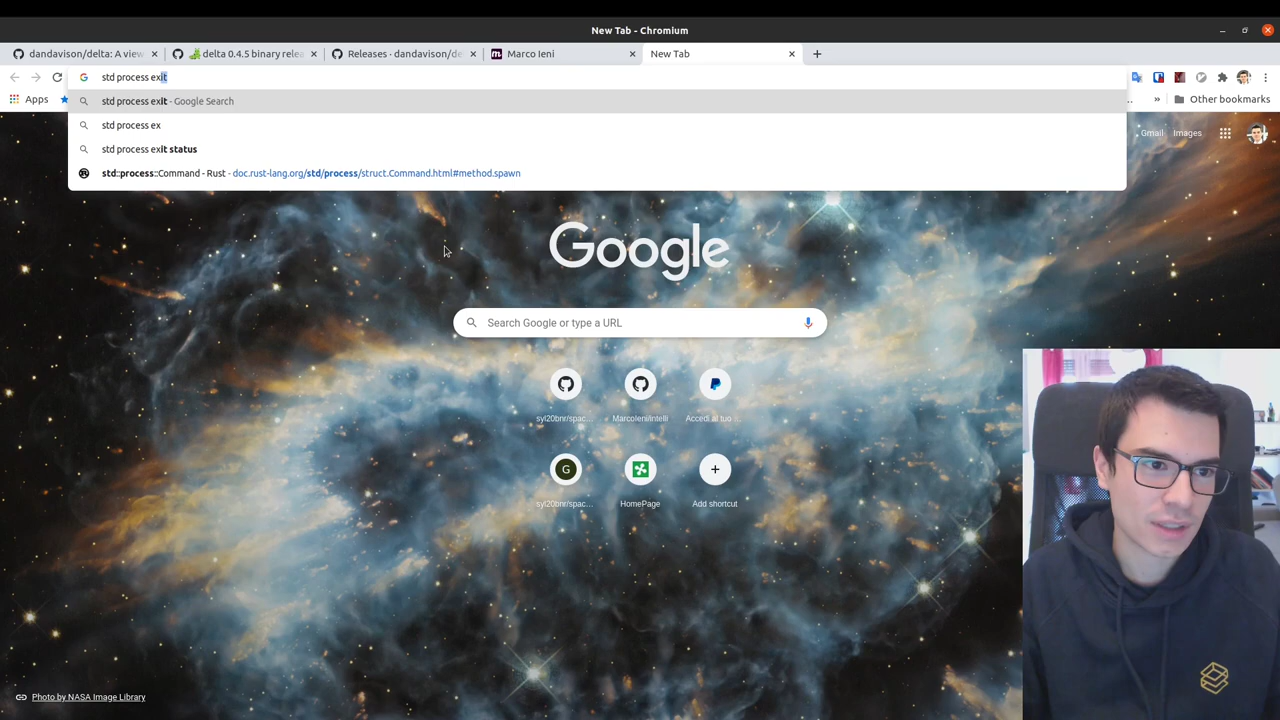 New Tab - Chromium
dandavison/delta: A view
delta 0.4.5 binary relea
Releases · dandavison/de
Marco Ieni
New Tab
std process exit
Apps
Other bookmarks
std process exit - Google Search
std process ex
std process exit status
std::process::Command - Rust - doc.rust-lang.org/std/process/struct.Command.html#method.spawn
Gmail
Images
Google
Search Google or type a URL
syl20bnr/spac...
MarcoIeni/intelli
Accedi al tuo
G
syl20bnr/spac...
HomePage
Add shortcut
Photo by NASA Image Library